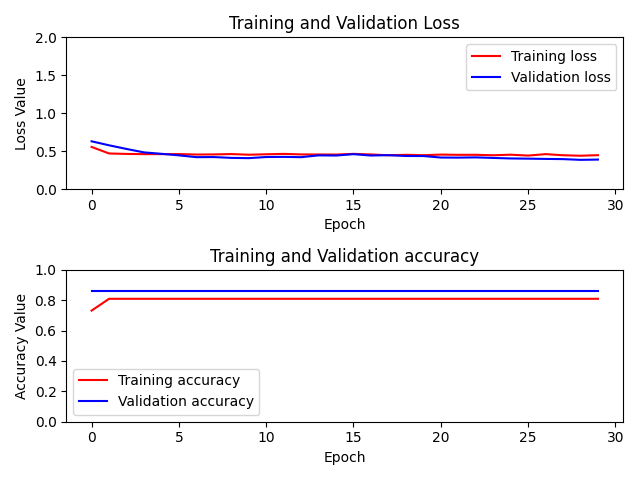 Training and Validation Loss
2.0
1.5
1.0
0.5
0.0
Loss Value
Training loss
Validation loss
0 5 10 15 20 25 30
Epoch
Training and Validation accuracy
1.0
0.8
0.6
0.4
0.2
0.0
Accuracy Value
Training accuracy
Validation accuracy
0 5 10 15 20 25 30
Epoch